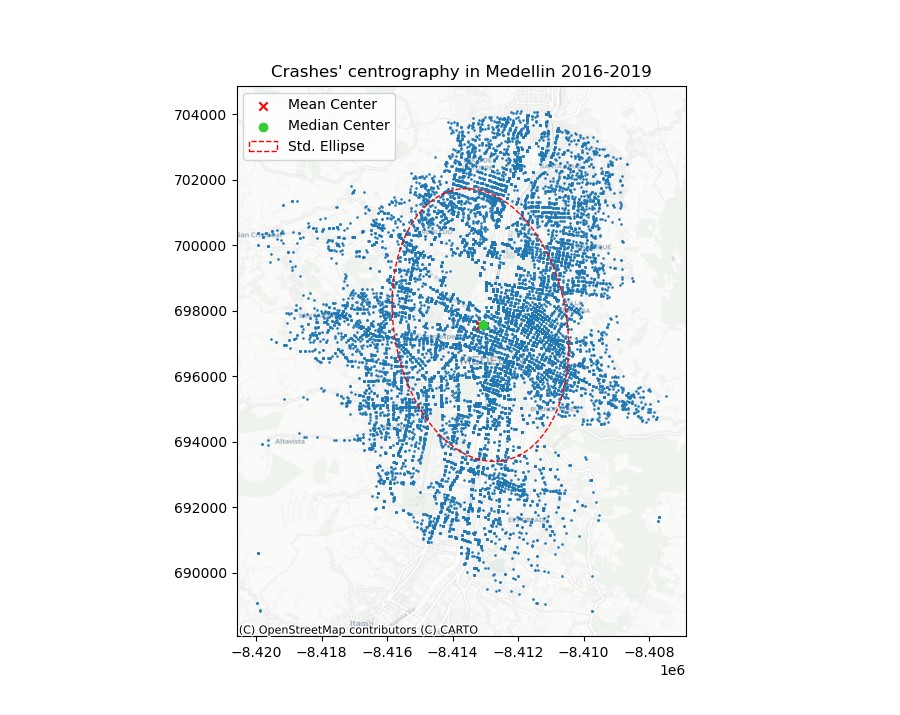 Crashes' centrography in Medellin 2016-2019
Mean Center
Median Center
Std. Ellipse
704000
702000
700000
698000
696000
694000
692000
690000
Altavista
Itagüí
(C) OpenStreetMap contributors (C) CARTO
−8.420 −8.418 −8.416 −8.414 −8.412 −8.410 −8.408
1e6